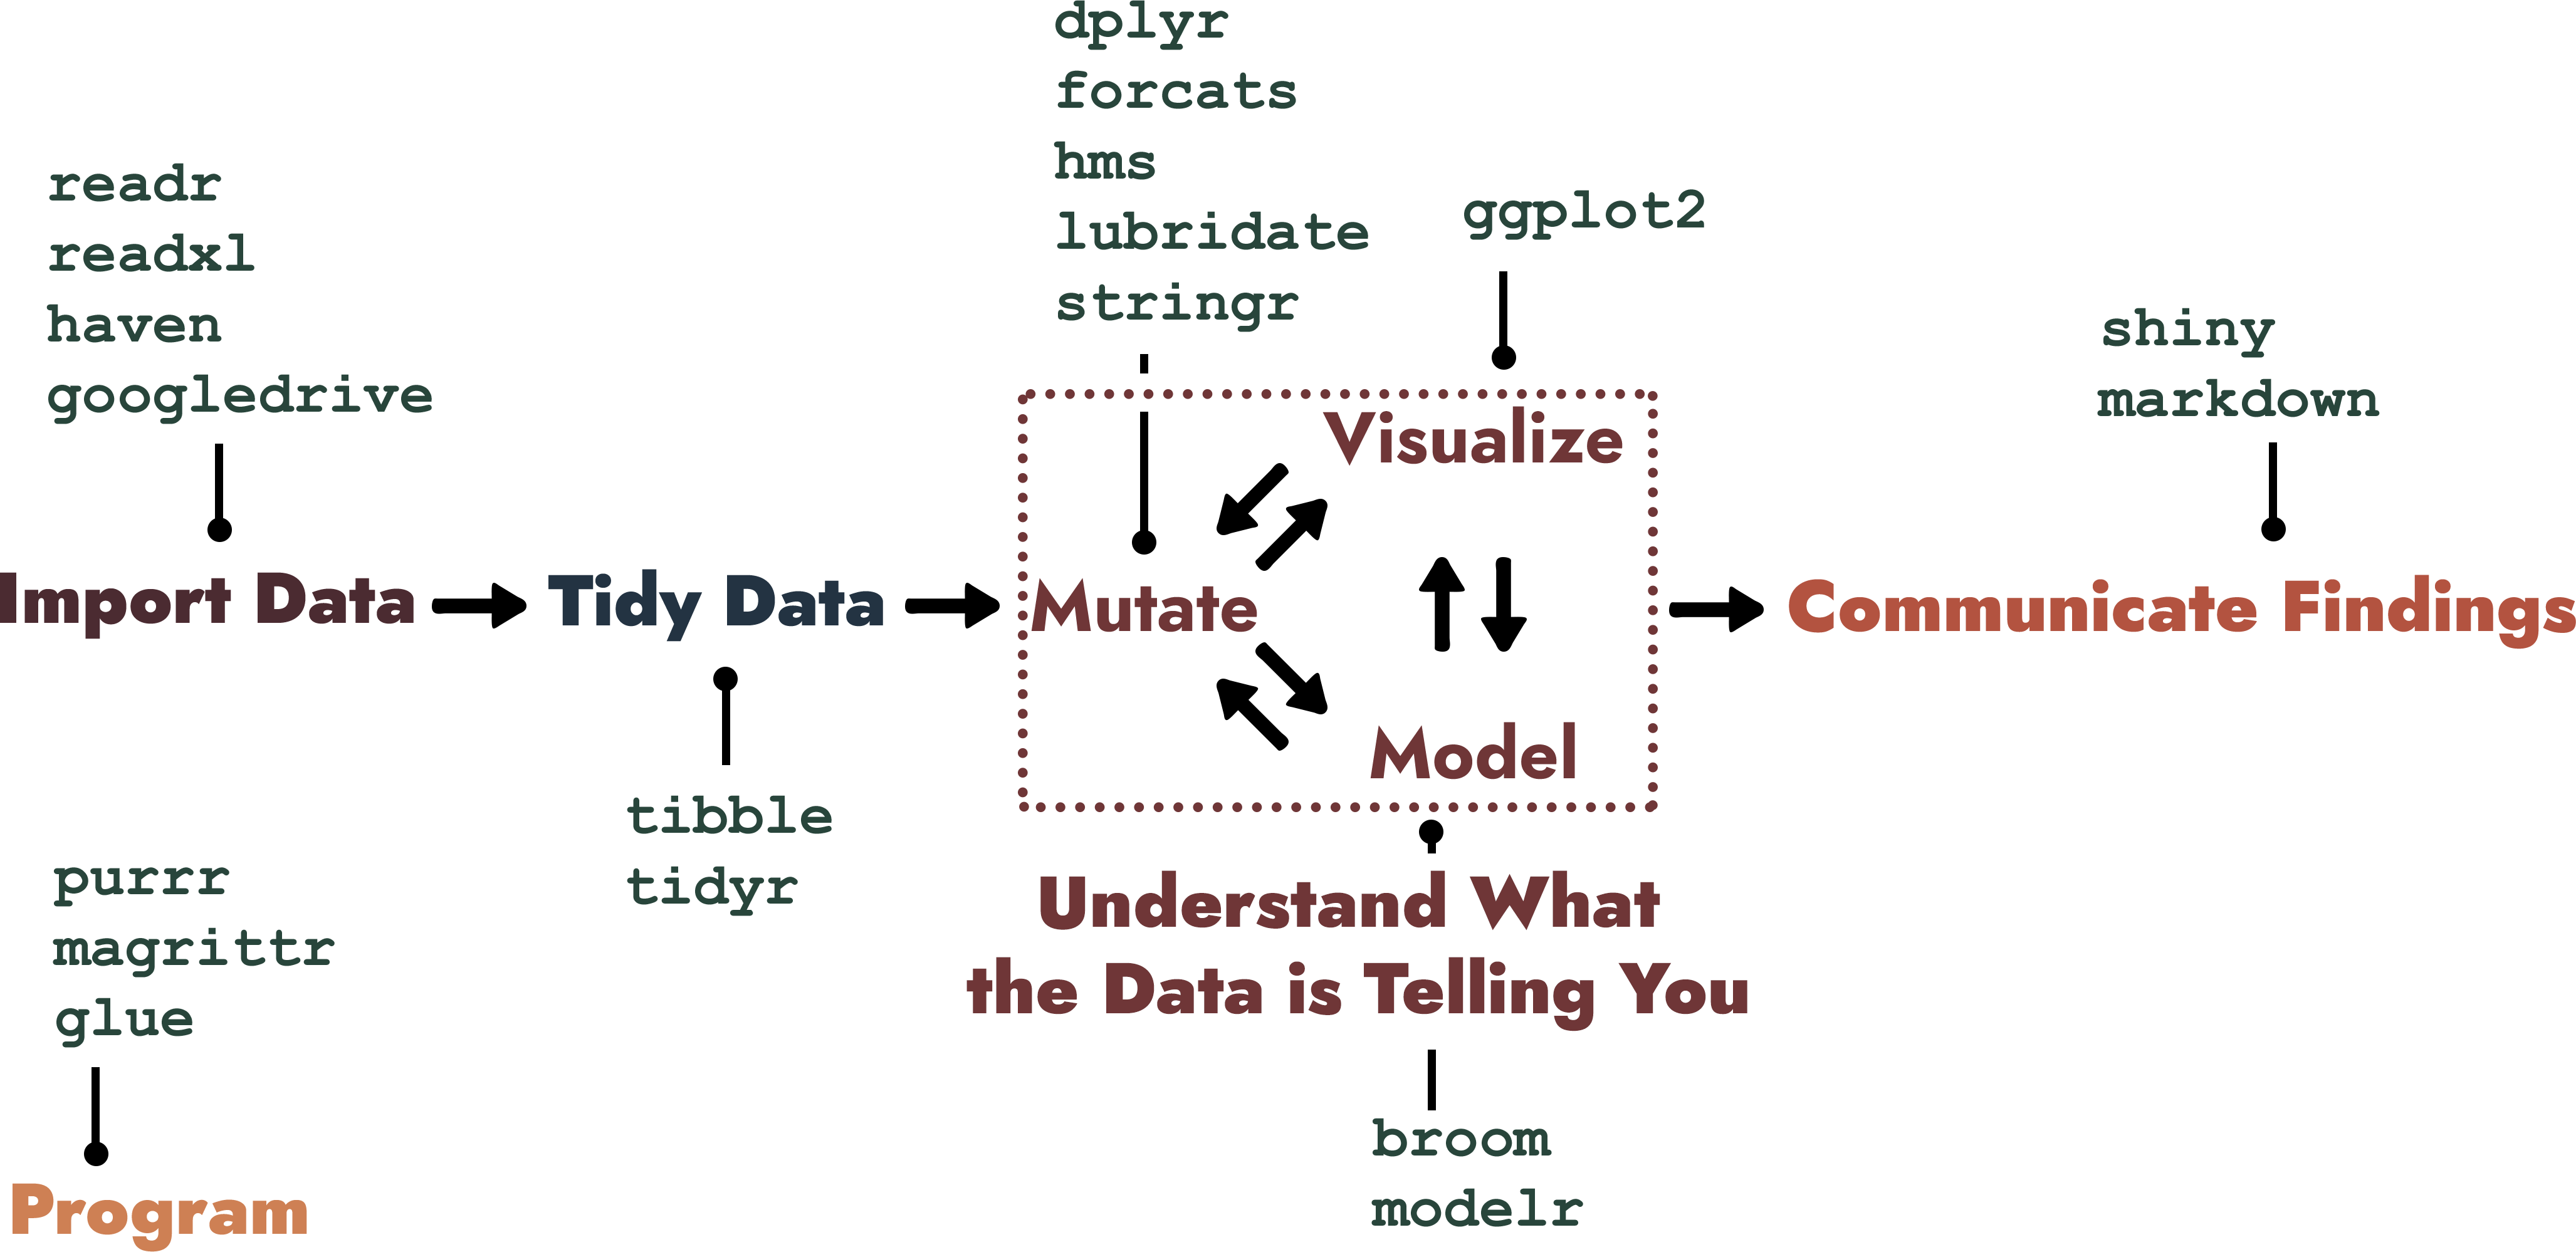 dplyr
forcats
hms
lubridate
stringr
ggplot2
readr
readxl
haven
googledrive
shiny
markdown
Import Data
Tidy Data
Mutate
Visualize
Model
Communicate Findings
tibble
tidyr
Understand What
the Data is Telling You
broom
modelr
purrr
magrittr
glue
Program